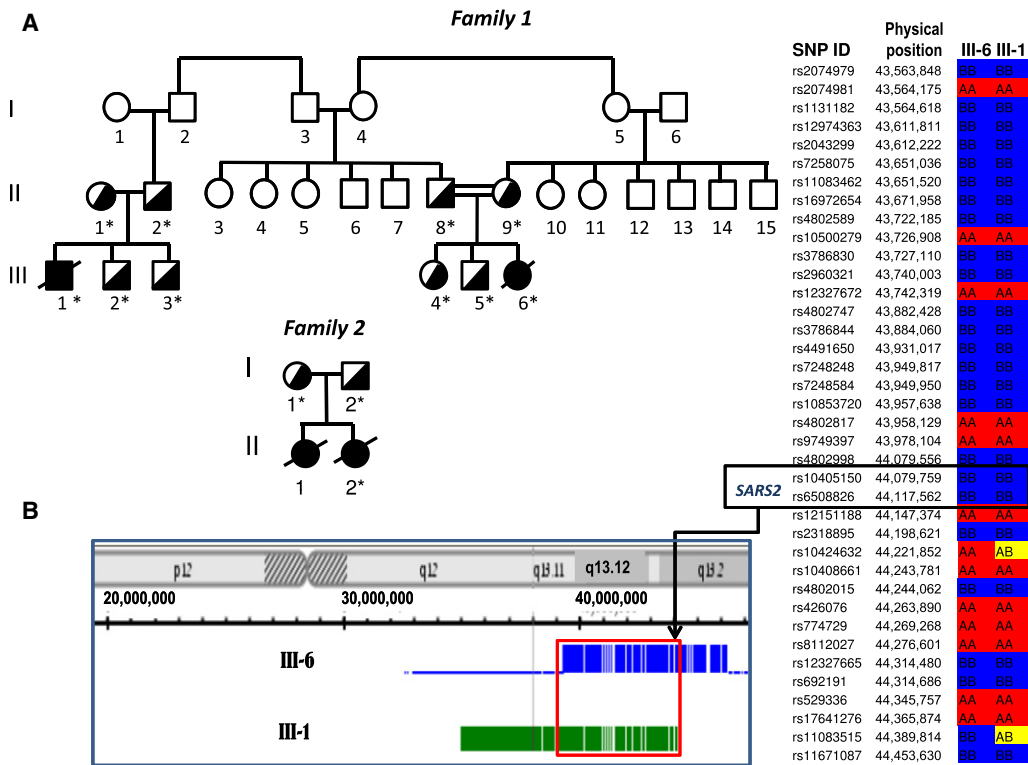 A
Family 1
I
1
2
3
4
5
6
II
1*
2*
3
4
5
6
7
8*
9*
10
11
12
13
14
15
III
1 *
2*
3*
4*
5*
6*
Family 2
I
1*
2*
II
1
2*
B
p12
q12
q13.11
q13.12
q13.2
20,000,000
30,000,000
40,000,000
III-6
III-1
SARS2
Physical
SNP ID position III-6 III-1
rs2074979 43,563,848 BB BB
rs2074981 43,564,175 AA AA
rs1131182 43,564,618 BB BB
rs12974363 43,611,811 BB BB
rs2043299 43,612,222 BB BB
rs7258075 43,651,036 BB BB
rs11083462 43,651,520 BB BB
rs16972654 43,671,958 BB BB
rs4802589 43,722,185 BB BB
rs10500279 43,726,908 AA AA
rs3786830 43,727,110 BB BB
rs2960321 43,740,003 BB BB
rs12327672 43,742,319 AA AA
rs4802747 43,882,428 BB BB
rs3786844 43,884,060 BB BB
rs4491650 43,931,017 BB BB
rs7248248 43,949,817 BB BB
rs7248584 43,949,950 BB BB
rs10853720 43,957,638 BB BB
rs4802817 43,958,129 AA AA
rs9749397 43,978,104 AA AA
rs4802998 44,079,556 BB BB
rs10405150 44,079,759 BB BB
rs6508826 44,117,562 BB BB
rs12151188 44,147,374 AA AA
rs2318895 44,198,621 BB BB
rs10424632 44,221,852 AA AB
rs10408661 44,243,781 AA AA
rs4802015 44,244,062 BB BB
rs426076 44,263,890 AA AA
rs774729 44,269,268 AA AA
rs8112027 44,276,601 AA AA
rs12327665 44,314,480 BB BB
rs692191 44,314,686 BB BB
rs529336 44,345,757 AA AA
rs17641276 44,365,874 AA AA
rs11083515 44,389,814 BB AB
rs11671087 44,453,630 BB BB